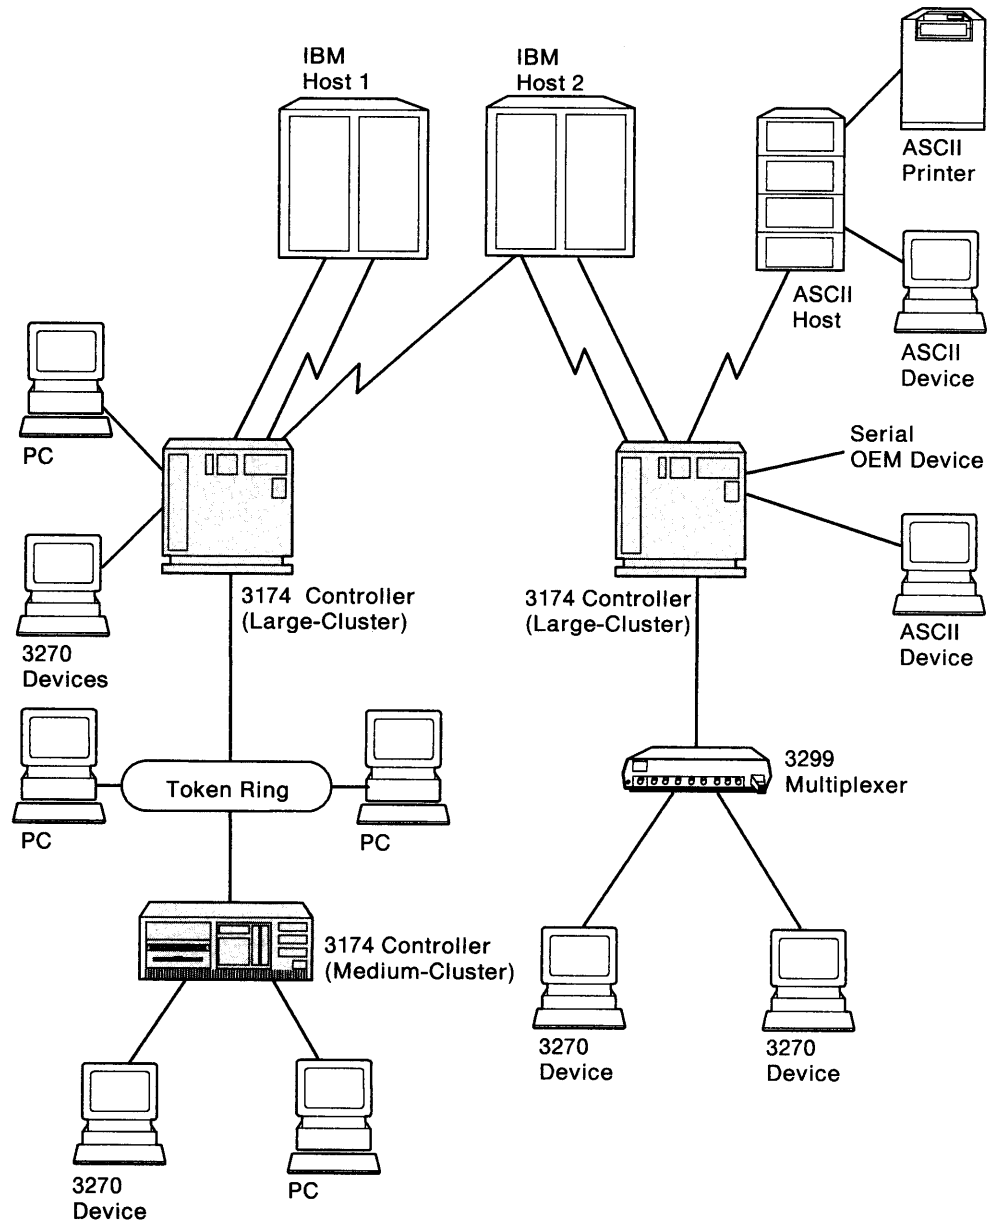 IBM
Host 1
IBM
Host 2
ASCII
Printer
ASCII
Host
ASCII
Device
PC
Serial
OEM Device
3174 Controller
(Large-Cluster)
3174 Controller
(Large-Cluster)
ASCII
Device
3270
Devices
Token Ring
PC
PC
3299
Multiplexer
3174 Controller
(Medium-Cluster)
3270
Device
3270
Device
3270
Device
PC